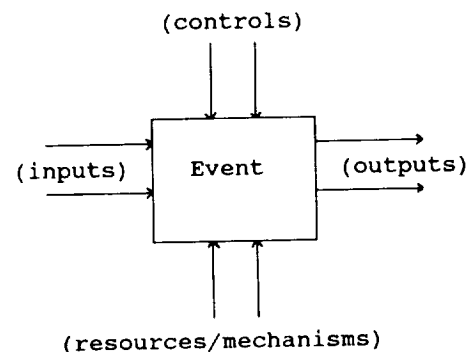 (controls)
(inputs)
Event
(outputs)
(resources/mechanisms)